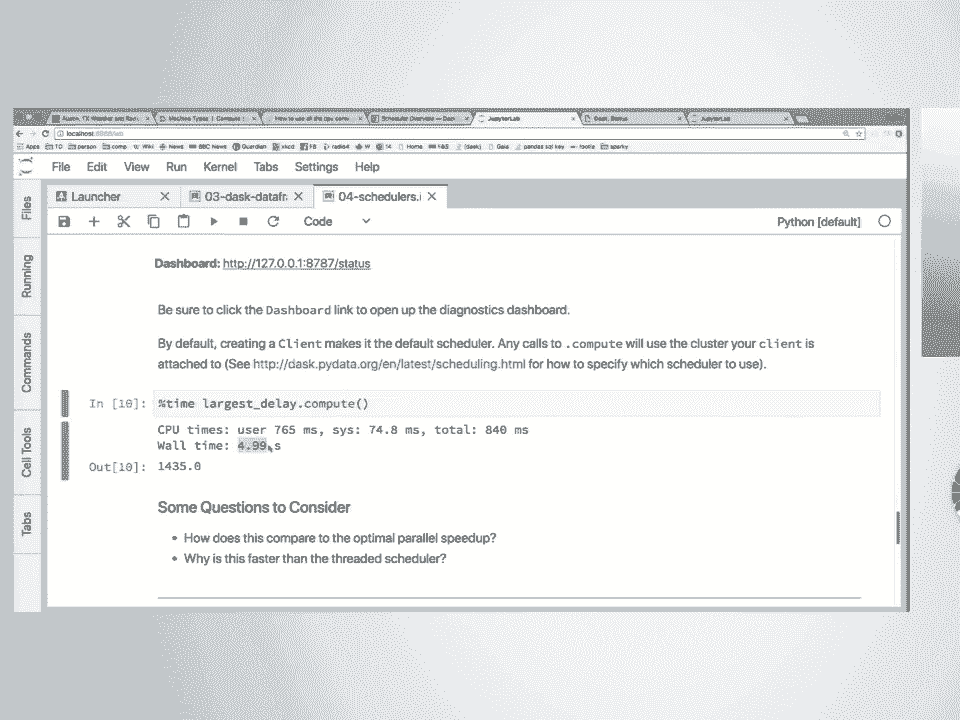 Austin, TX Weather and Rad
Machine Types | Compute
How to use all the cpu cores
Scheduler Overview — Dask
JupyterLab
Dask: Status
JupyterLab
localhost:8888/lab
Apps TO person comp Wiki News BBC News Guardian xkcd FB radio4 W 14 Home (dask) Gaia pandas sql key
File Edit View Run Kernel Tabs Settings Help
Launcher 03-dask-datafr 04-schedulers.i
Code Python [default]
Files
Running
Commands
Cell Tools
Tabs
Dashboard: http://127.0.0.1:8787/status
Be sure to click the Dashboard link to open up the diagnostics dashboard.
By default, creating a Client makes it the default scheduler. Any calls to .compute will use the cluster your client is
attached to (See http://dask.pydata.org/en/latest/scheduling.html for how to specify which scheduler to use).
In [10]: %time largest_delay.compute()
CPU times: user 765 ms, sys: 74.8 ms, total: 840 ms
Wall time: 4.99 s
Out[10]: 1435.0
Some Questions to Consider
• How does this compare to the optimal parallel speedup?
• Why is this faster than the threaded scheduler?